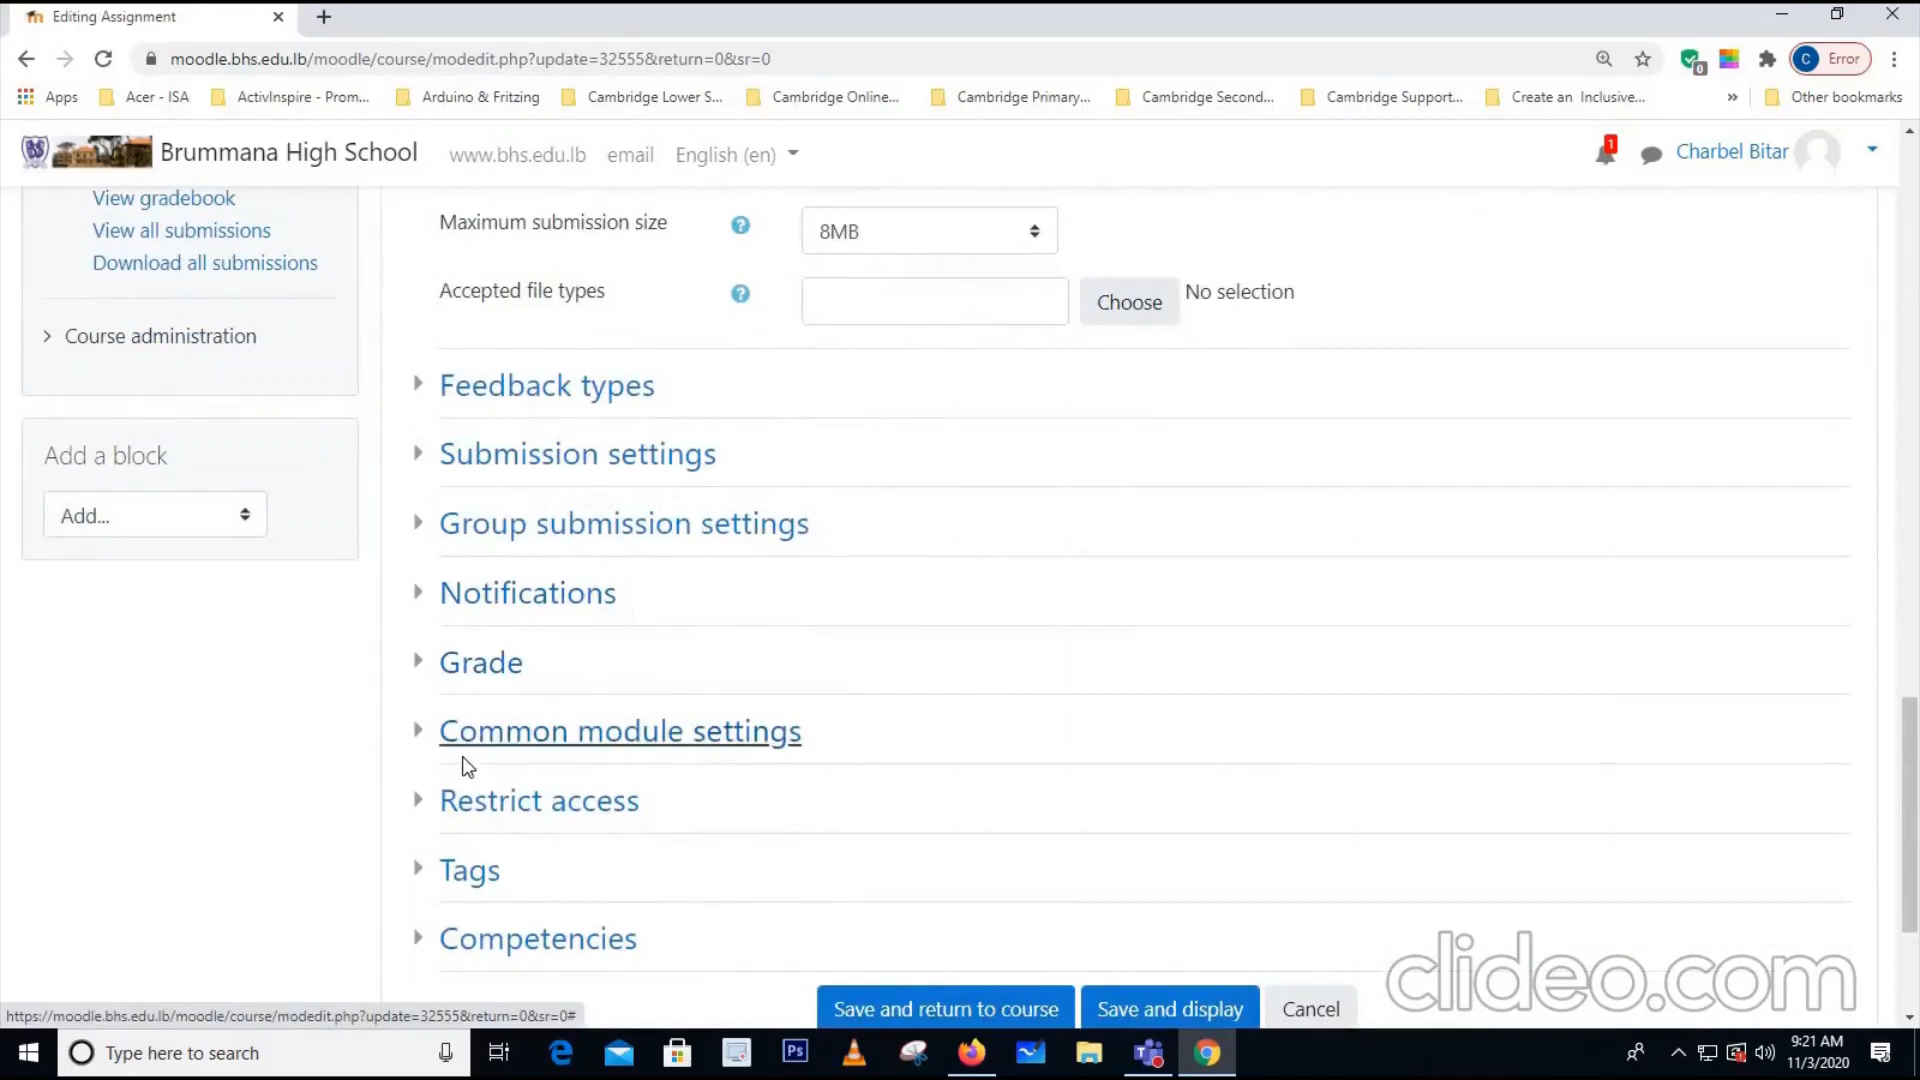 Editing Assignment
moodle.bhs.edu.lb/moodle/course/modedit.php?update=32555&return=0&sr=0
0
C
Error
Apps
Acer - ISA
ActivInspire - Prom...
Arduino & Fritzing
Cambridge Lower S...
Cambridge Online...
Cambridge Primary...
Cambridge Second...
Cambridge Support...
Create an Inclusive...
»
Other bookmarks
BS
Brummana High School
www.bhs.edu.lb
email
English (en)
1
Charbel Bitar
View gradebook
View all submissions
Download all submissions
Course administration
Add a block
Add...
Maximum submission size
8MB
Accepted file types
Choose
No selection
Feedback types
Submission settings
Group submission settings
Notifications
Grade
Common module settings
Restrict access
Tags
Competencies
Save and return to course
Save and display
Cancel
clideo.com
https://moodle.bhs.edu.lb/moodle/course/modedit.php?update=32555&return=0&sr=0#
Type here to search
Ps
9:21 AM
11/3/2020